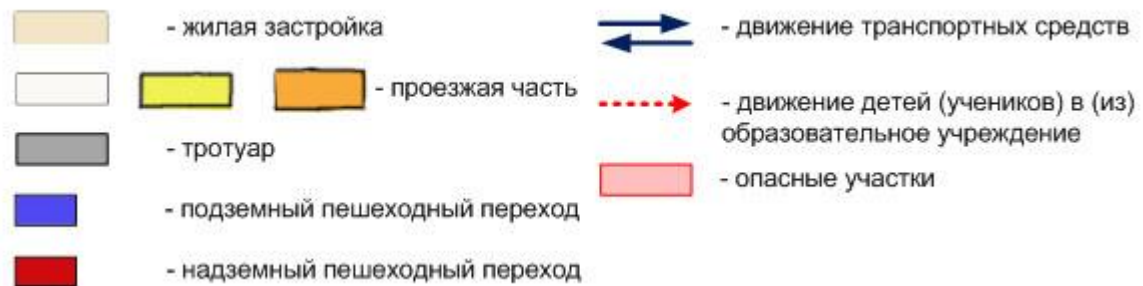 - жилая застройка
- проезжая часть
- тротуар
- подземный пешеходный переход
- надземный пешеходный переход
- движение транспортных средств
- движение детей (учеников) в (из)
образовательное учреждение
- опасные участки